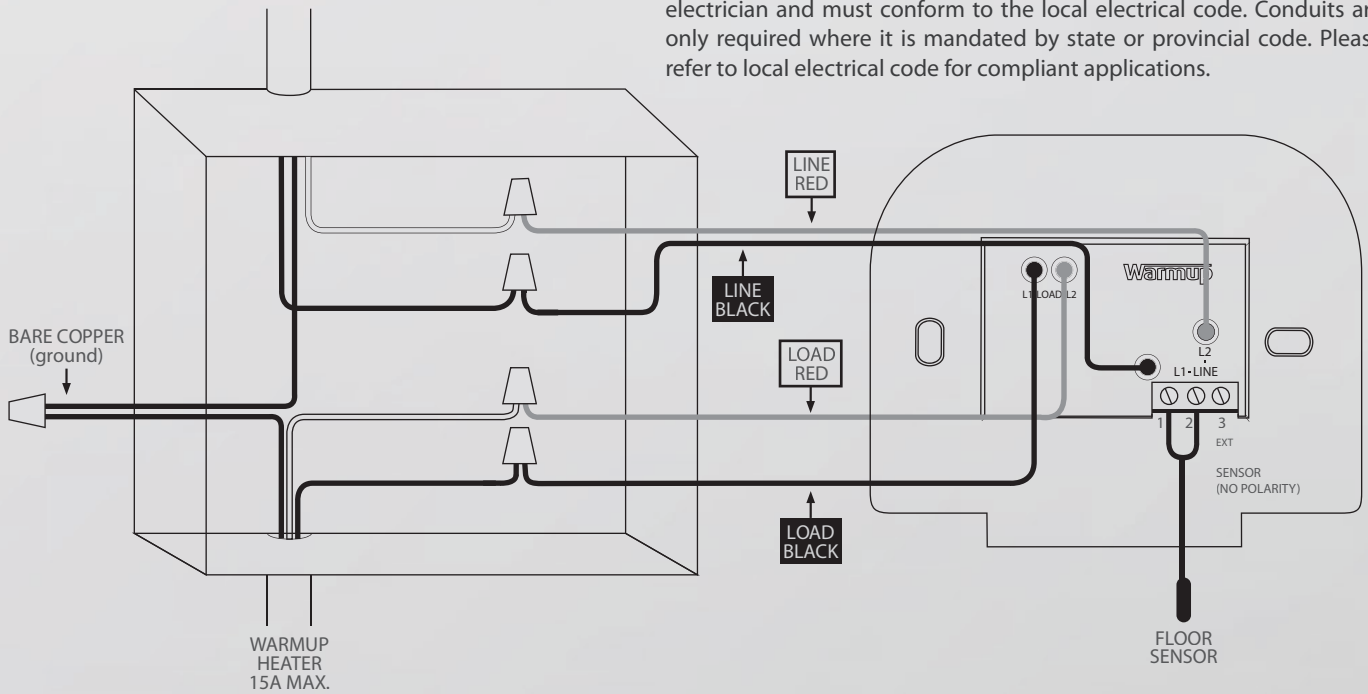 electrician and must conform to the local electrical code. Conduits
only required where it is mandated by state or provincial code.
refer to local electrical code for compliant applications.
LINE
RED
LINE
BLACK
Warmup
L1 LOAD L2
L2
L1•LINE
1 2 3
EXT
SENSOR
(NO POLARITY)
BARE COPPER
(ground)
LOAD
RED
LOAD
BLACK
WARMUP
HEATER
15A MAX.
FLOOR
SENSOR